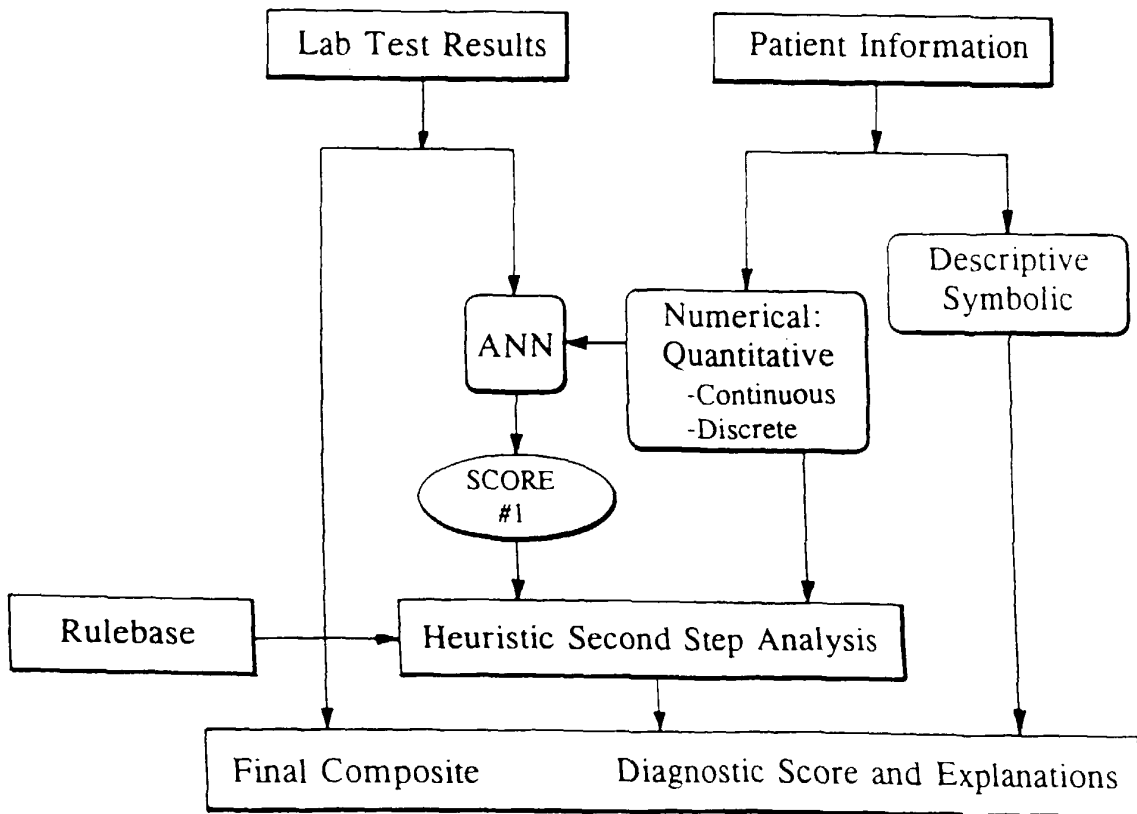 Lab Test Results
Patient Information
Descriptive
Symbolic
Numerical:
Quantitative
-Continuous
-Discrete
ANN
SCORE
#1
Rulebase
Heuristic Second Step Analysis
Final Composite Diagnostic Score and Explanations